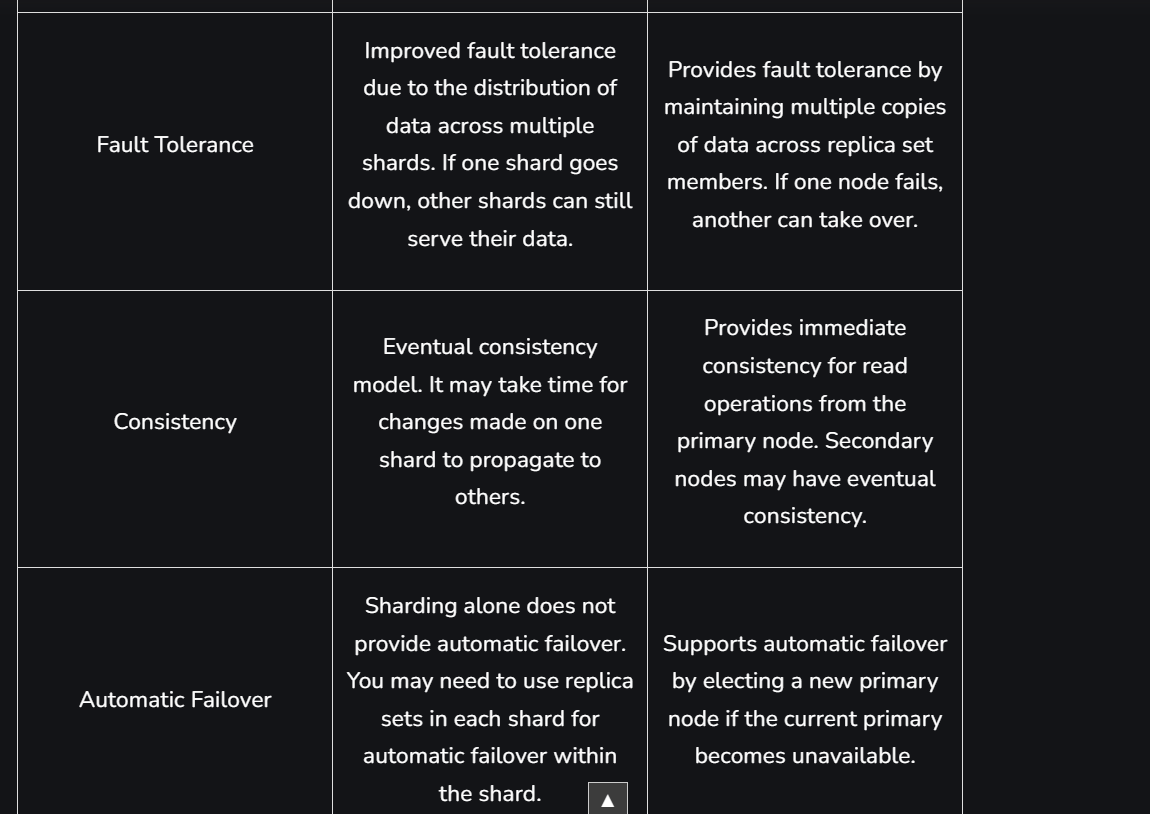 Fault Tolerance
Improved fault tolerance
due to the distribution of
data across multiple
shards. If one shard goes
down, other shards can still
serve their data.
Provides fault tolerance by
maintaining multiple copies
of data across replica set
members. If one node fails,
another can take over.
Consistency
Eventual consistency
model. It may take time for
changes made on one
shard to propagate to
others.
Provides immediate
consistency for read
operations from the
primary node. Secondary
nodes may have eventual
consistency.
Automatic Failover
Sharding alone does not
provide automatic failover.
You may need to use replica
sets in each shard for
automatic failover within
the shard.
Supports automatic failover
by electing a new primary
node if the current primary
becomes unavailable.